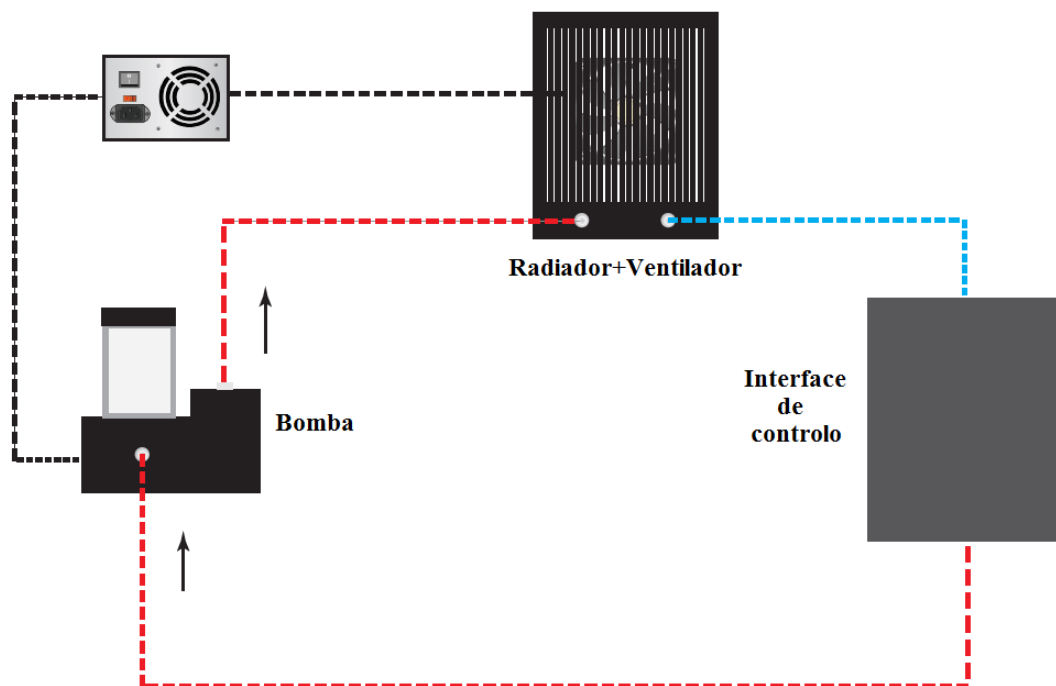 Radiador+Ventilador
Interface
de
controlo
Bomba